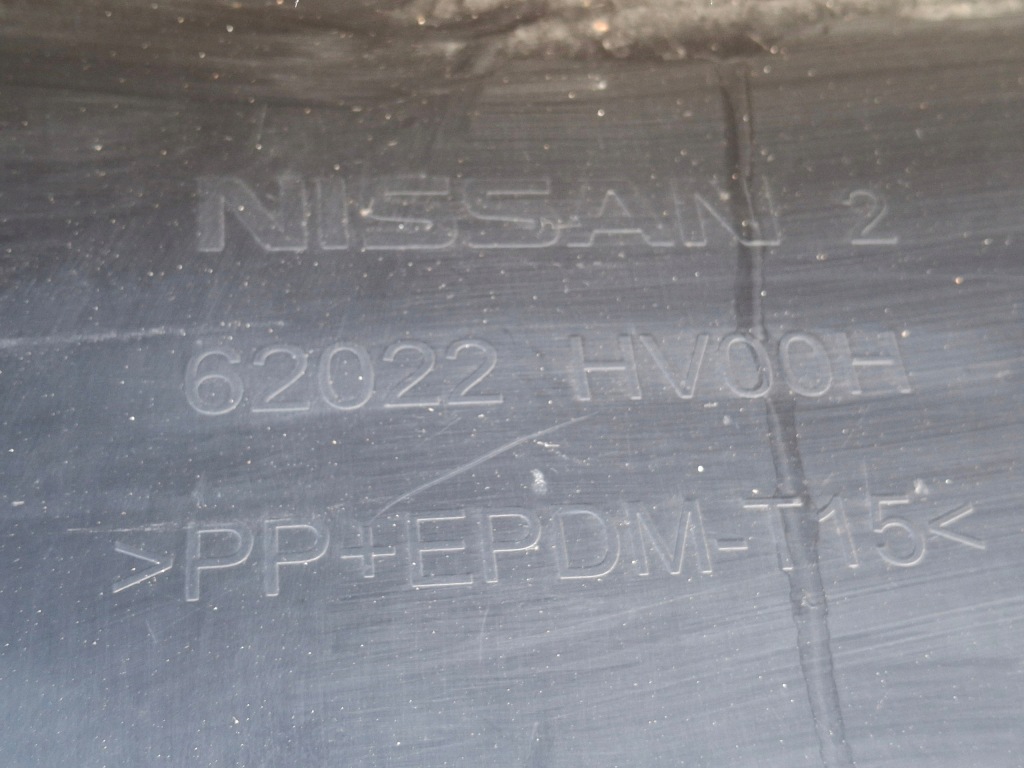 NISSAN 2
62022 HV00H
>PP+EPDM-T15<